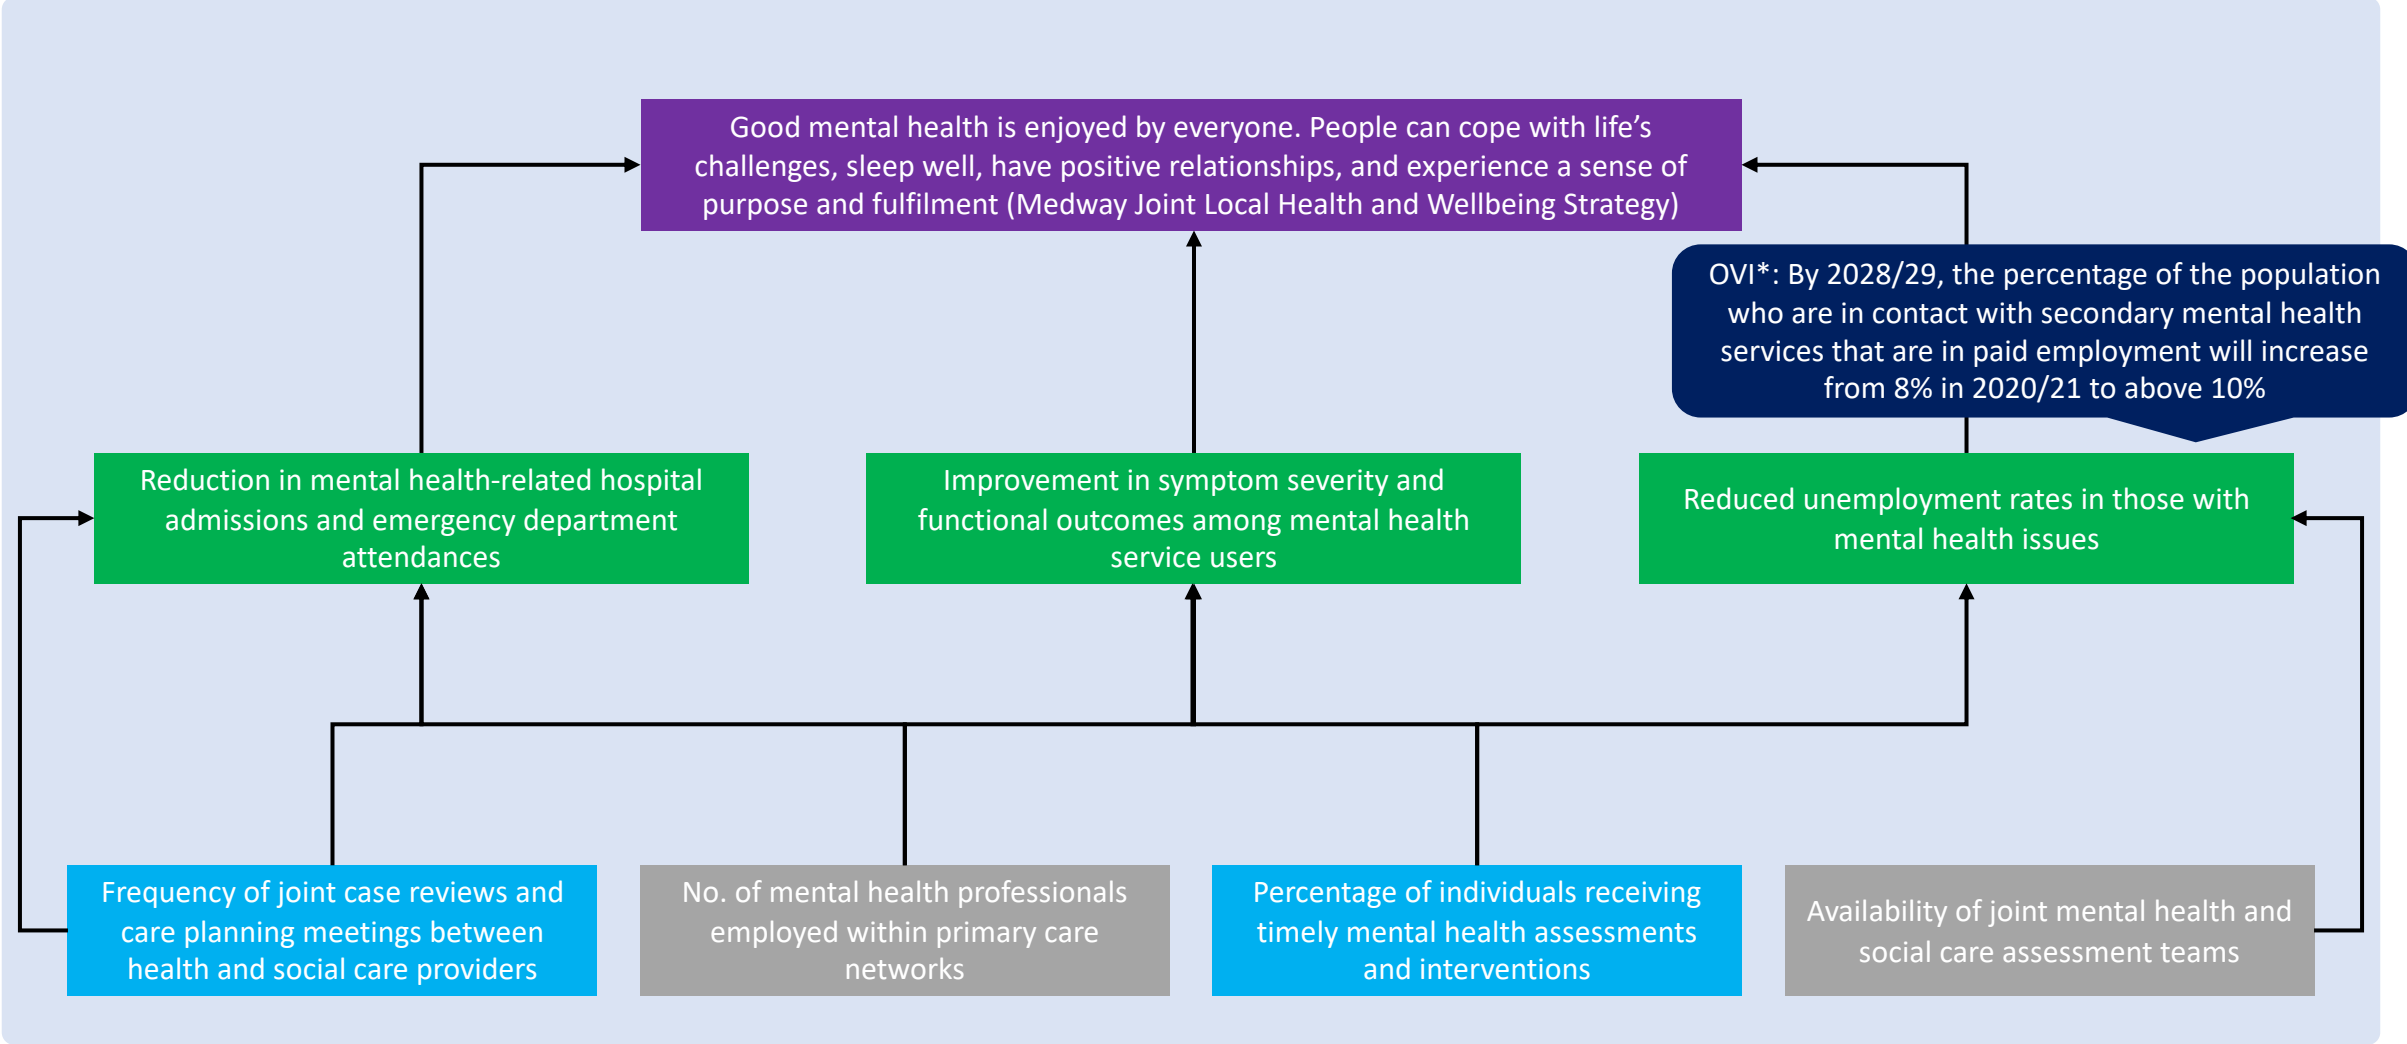 Good mental health is enjoyed by everyone. People can cope with life’s
challenges, sleep well, have positive relationships, and experience a sense of
purpose and fulfilment (Medway Joint Local Health and Wellbeing Strategy)
OVI*: By 2028/29, the percentage of the population
who are in contact with secondary mental health
services that are in paid employment will increase
from 8% in 2020/21 to above 10%
Reduction in mental health-related hospital
admissions and emergency department
attendances
Improvement in symptom severity and
functional outcomes among mental health
service users
Reduced unemployment rates in those with
mental health issues
Frequency of joint case reviews and
care planning meetings between
health and social care providers
No. of mental health professionals
employed within primary care
networks
Percentage of individuals receiving
timely mental health assessments
and interventions
Availability of joint mental health and
social care assessment teams